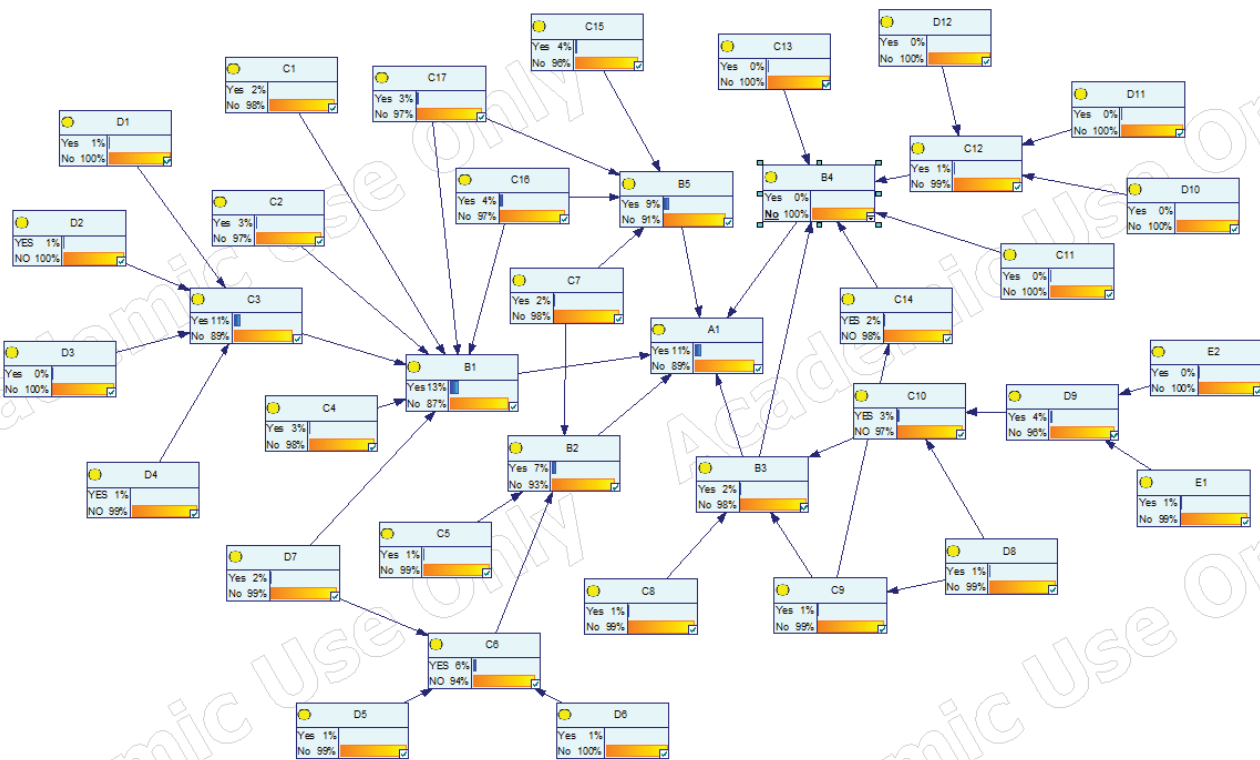 C15
Yes 4%
No 96%
D12
Yes 0%
No 100%
C13
Yes 0%
No 100%
C1
Yes 2%
No 98%
C17
Yes 3%
No 97%
D11
Yes 0%
No 100%
D1
Yes 1%
No 100%
C12
Yes 1%
No 99%
C16
Yes 4%
No 97%
B5
Yes 9%
No 91%
B4
Yes 0%
No 100%
D10
Yes 0%
No 100%
C2
Yes 3%
No 97%
D2
YES 1%
NO 100%
C11
Yes 0%
No 100%
C7
Yes 2%
No 98%
C3
Yes 11%
No 89%
C14
YES 2%
NO 98%
A1
Yes 11%
No 89%
D3
Yes 0%
No 100%
E2
Yes 0%
No 100%
B1
Yes 13%
No 87%
C10
YES 3%
NO 97%
D9
Yes 4%
No 96%
C4
Yes 3%
No 98%
B2
Yes 7%
No 93%
B3
Yes 2%
No 98%
D4
YES 1%
NO 99%
E1
Yes 1%
No 99%
C5
Yes 1%
No 99%
D7
Yes 2%
No 99%
D8
Yes 1%
No 99%
C8
Yes 1%
No 99%
C9
Yes 1%
No 99%
C6
YES 6%
NO 94%
D5
Yes 1%
No 99%
D6
Yes 1%
No 100%
Academic Use Only